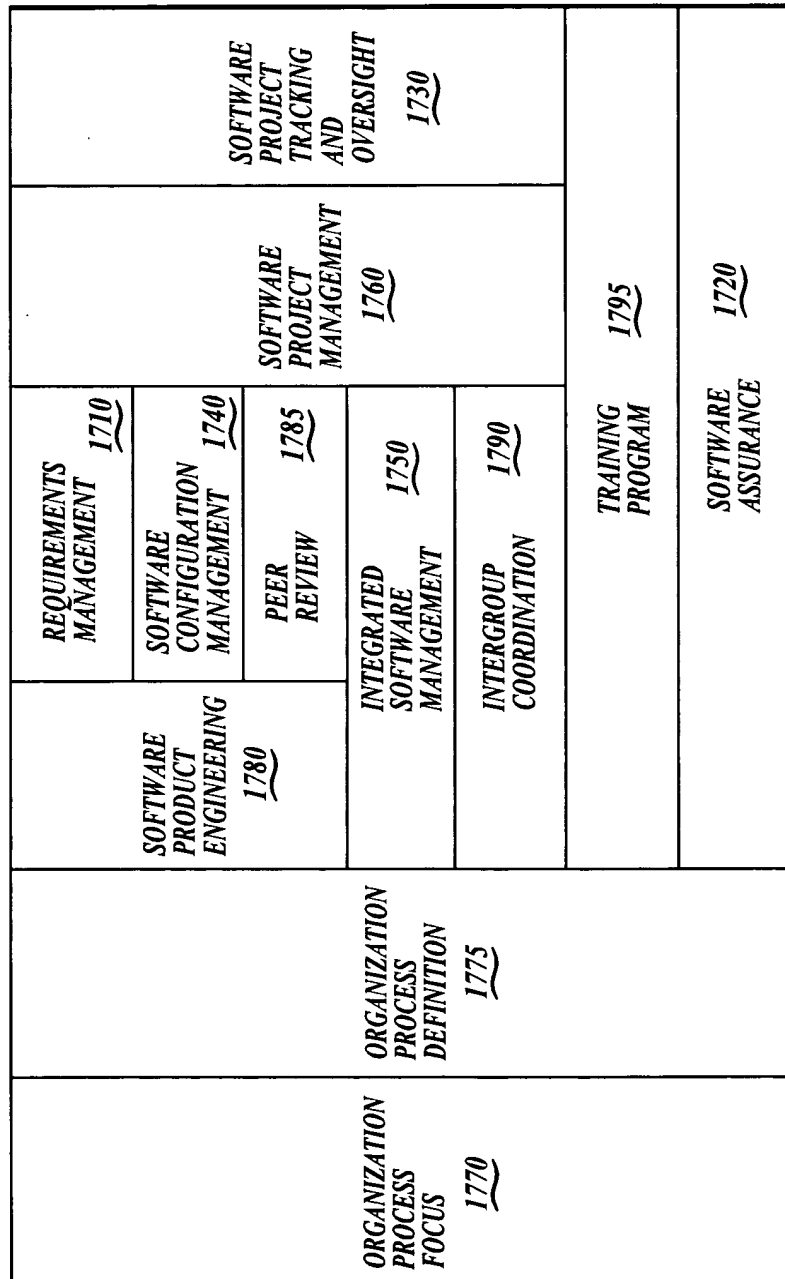 ORGANIZATION
PROCESS
FOCUS
1770
ORGANIZATION
PROCESS
DEFINITION
1775
SOFTWARE
PRODUCT
ENGINEERING
1780
REQUIREMENTS
MANAGEMENT
1710
SOFTWARE
CONFIGURATION
MANAGEMENT
1740
PEER
REVIEW
1785
INTEGRATED
SOFTWARE
MANAGEMENT
1750
INTERGROUP
COORDINATION
1790
SOFTWARE
PROJECT
MANAGEMENT
1760
SOFTWARE
PROJECT
TRACKING
AND
OVERSIGHT
1730
TRAINING
PROGRAM
1795
SOFTWARE
ASSURANCE
1720